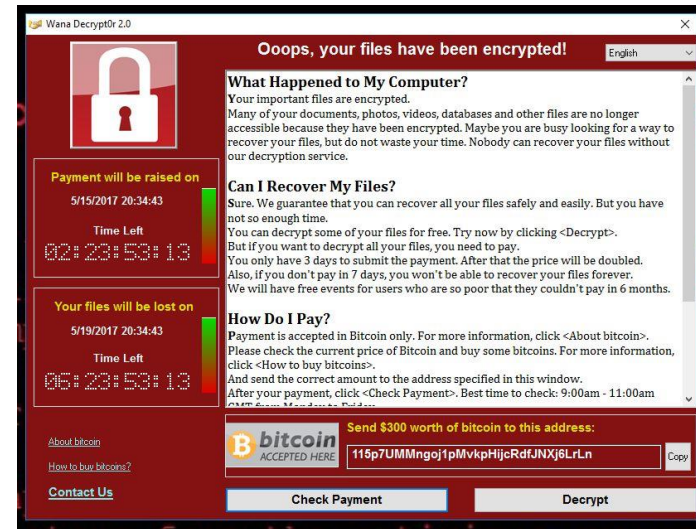 Wana Decrypt0r 2.0
Ooops, your files have been encrypted!
English
Payment will be raised on
5/15/2017 20:34:43
Time Left
02:23:53:13
Your files will be lost on
5/19/2017 20:34:43
Time Left
06:23:53:13
About bitcoin
How to buy bitcoins?
Contact Us
What Happened to My Computer?
Your important files are encrypted.
Many of your documents, photos, videos, databases and other files are no longer
accessible because they have been encrypted. Maybe you are busy looking for a way to
recover your files, but do not waste your time. Nobody can recover your files without
our decryption service.
Can I Recover My Files?
Sure. We guarantee that you can recover all your files safely and easily. But you have
not so enough time.
You can decrypt some of your files for free. Try now by clicking <Decrypt>.
But if you want to decrypt all your files, you need to pay.
You only have 3 days to submit the payment. After that the price will be doubled.
Also, if you don't pay in 7 days, you won't be able to recover your files forever.
We will have free events for users who are so poor that they couldn't pay in 6 months.
How Do I Pay?
Payment is accepted in Bitcoin only. For more information, click <About bitcoin>.
Please check the current price of Bitcoin and buy some bitcoins. For more information,
click <How to buy bitcoins>.
And send the correct amount to the address specified in this window.
After your payment, click <Check Payment>. Best time to check: 9:00am - 11:00am
GMT from Monday to Friday
bitcoin
ACCEPTED HERE
Send $300 worth of bitcoin to this address:
115p7UMMngoj1pMvkpHijcRdfJNXj6LrLn
Copy
Check Payment
Decrypt